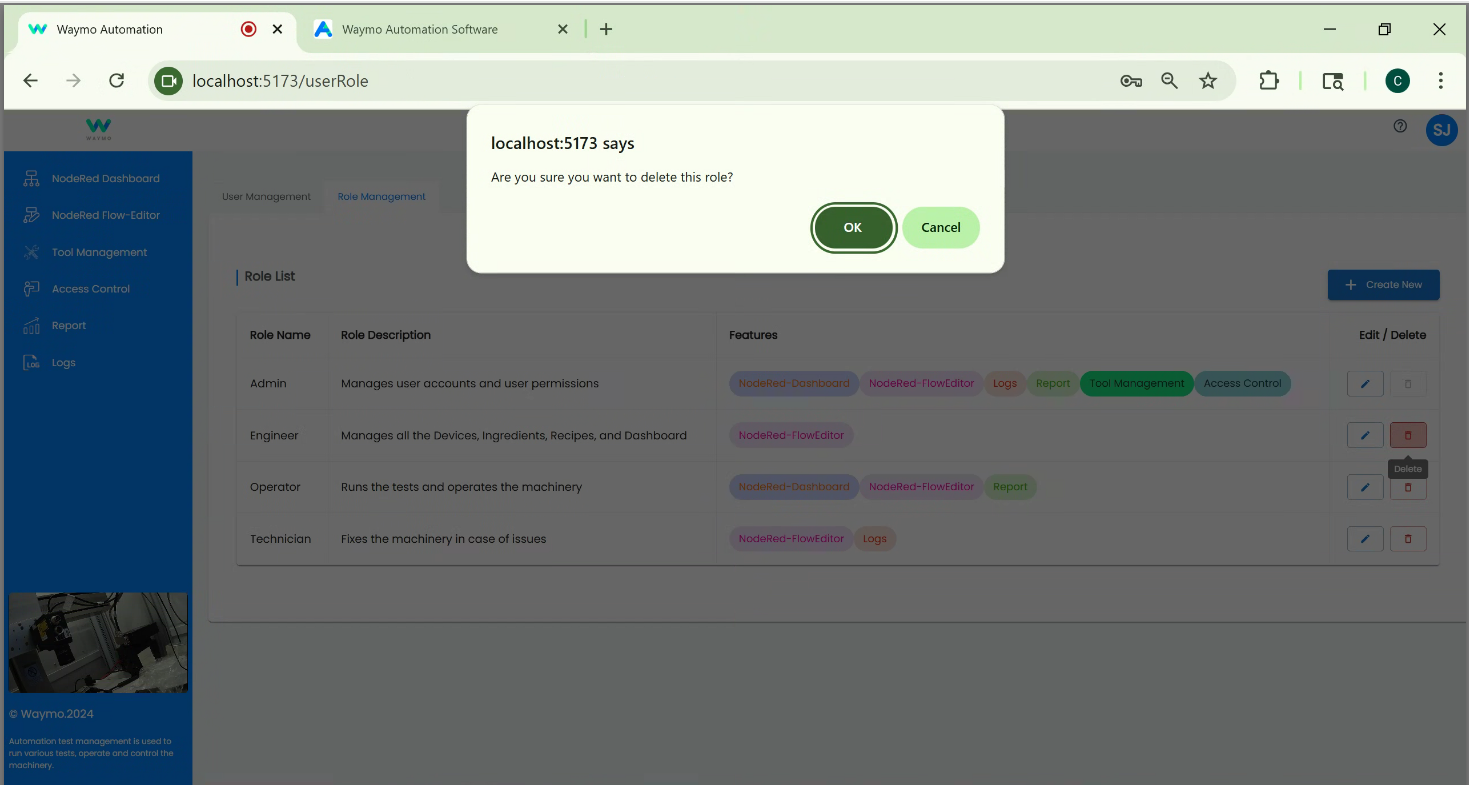 Waymo Automation
Waymo Automation Software
localhost:5173/userRole
C
WAYMO
SJ
localhost:5173 says
Are you sure you want to delete this role?
OK
Cancel
NodeRed Dashboard
NodeRed Flow-Editor
Tool Management
Access Control
Report
LOG
Logs
User Management
Role Management
Role List
+ Create New
Role Name
Role Description
Features
Edit / Delete
Admin
Manages user accounts and user permissions
NodeRed-Dashboard NodeRed-FlowEditor Logs Report Tool Management Access Control
Engineer
Manages all the Devices, Ingredients, Recipes, and Dashboard
NodeRed-FlowEditor
Delete
Operator
Runs the tests and operates the machinery
NodeRed-Dashboard NodeRed-FlowEditor Report
Technician
Fixes the machinery in case of issues
NodeRed-FlowEditor Logs
© Waymo.2024
Automation test management is used to
run various tests, operate and control the
machinery.